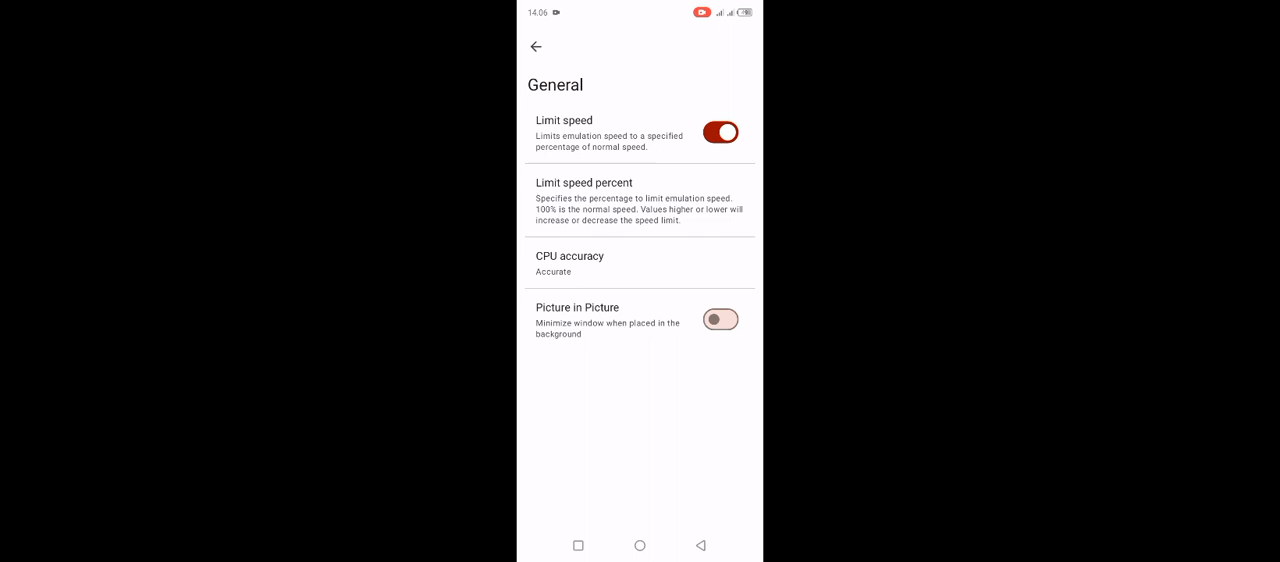 14.06
General
Limit speed
Limits emulation speed to a specified
percentage of normal speed.
Limit speed percent
Specifies the percentage to limit emulation speed.
100% is the normal speed. Values higher or lower will
increase or decrease the speed limit.
CPU accuracy
Accurate
Picture in Picture
Minimize window when placed in the
background